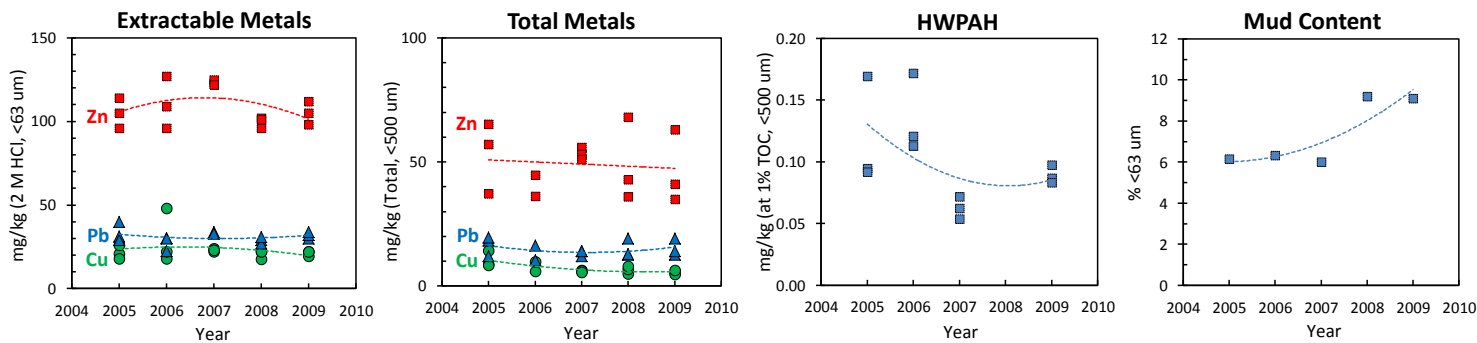 Extractable Metals
mg/kg (2 M HCl, <63 um)
150
100
50
0
Zn
Pb
Cu
2004 2005 2006 2007 2008 2009 2010
Year
Total Metals
mg/kg (Total, <500 um)
100
50
0
Zn
Pb
Cu
2004 2005 2006 2007 2008 2009 2010
Year
HWPAH
mg/kg (at 1% TOC, <500 um)
0.20
0.15
0.10
0.05
0.00
2004 2005 2006 2007 2008 2009 2010
Year
Mud Content
% <63 um
12
10
8
6
4
2
0
2004 2005 2006 2007 2008 2009 2010
Year